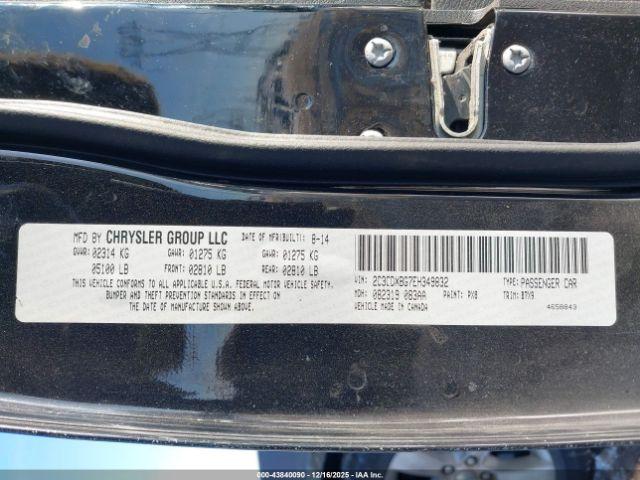 MFD BY CHRYSLER GROUP LLC DATE OF MFR(BUILT): 8-14
GVWR: 02314 KG GAWR: 01275 KG GAWR: 01275 KG
05100 LB FRONT: 02810 LB REAR: 02810 LB
THIS VEHICLE CONFORMS TO ALL APPLICABLE U.S.A. FEDERAL MOTOR VEHICLE SAFETY,
BUMPER AND THEFT PREVENTION STANDARDS IN EFFECT ON
THE DATE OF MANUFACTURE SHOWN ABOVE.
VIN: 2C3CDXBG7EH349832 TYPE: PASSENGER CAR
MDH: 082319 083AA PAINT: PX8 TRIM: B7X9
VEHICLE MADE IN CANADA 4658843
000-43840090 - 12/16/2025 - IAA Inc.